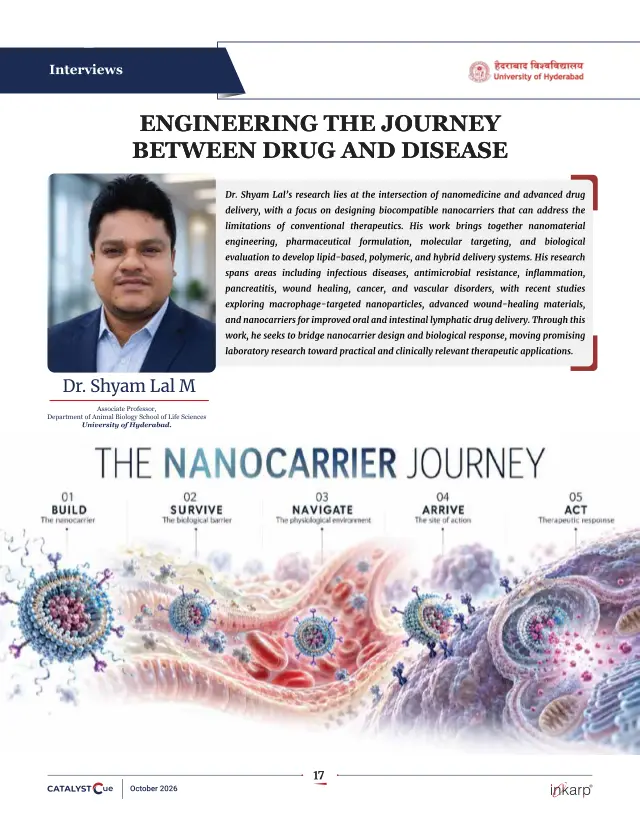 Interviews
हैदराबाद विश्वविद्यालय
University of Hyderabad
ENGINEERING THE JOURNEY
BETWEEN DRUG AND DISEASE
Dr. Shyam Lal's research lies at the intersection of nanomedicine and advanced drug
delivery, with a focus on designing biocompatible nanocarriers that can address the
limitations of conventional therapeutics. His work brings together nanomaterial
engineering, pharmaceutical formulation, molecular targeting, and biological
evaluation to develop lipid-based, polymeric, and hybrid delivery systems. His research
spans areas including infectious diseases, antimicrobial resistance, inflammation,
pancreatitis, wound healing, cancer, and vascular disorders, with recent studies
exploring macrophage-targeted nanoparticles, advanced wound-healing materials,
and nanocarriers for improved oral and intestinal lymphatic drug delivery. Through this
work, he seeks to bridge nanocarrier design and biological response, moving promising
laboratory research toward practical and clinically relevant therapeutic applications.
Dr. Shyam Lal M
Associate Professor,
Department of Animal Biology School of Life Sciences
University of Hyderabad.
THE NANOCARRIER JOURNEY
01
BUILD
The nanocarrier
02
SURVIVE
The biological barrier
03
NAVIGATE
The physiological environment
04
ARRIVE
The site of action
05
ACT
Therapeutic response
17
CATALYST Cue
October 2026
inkarp®